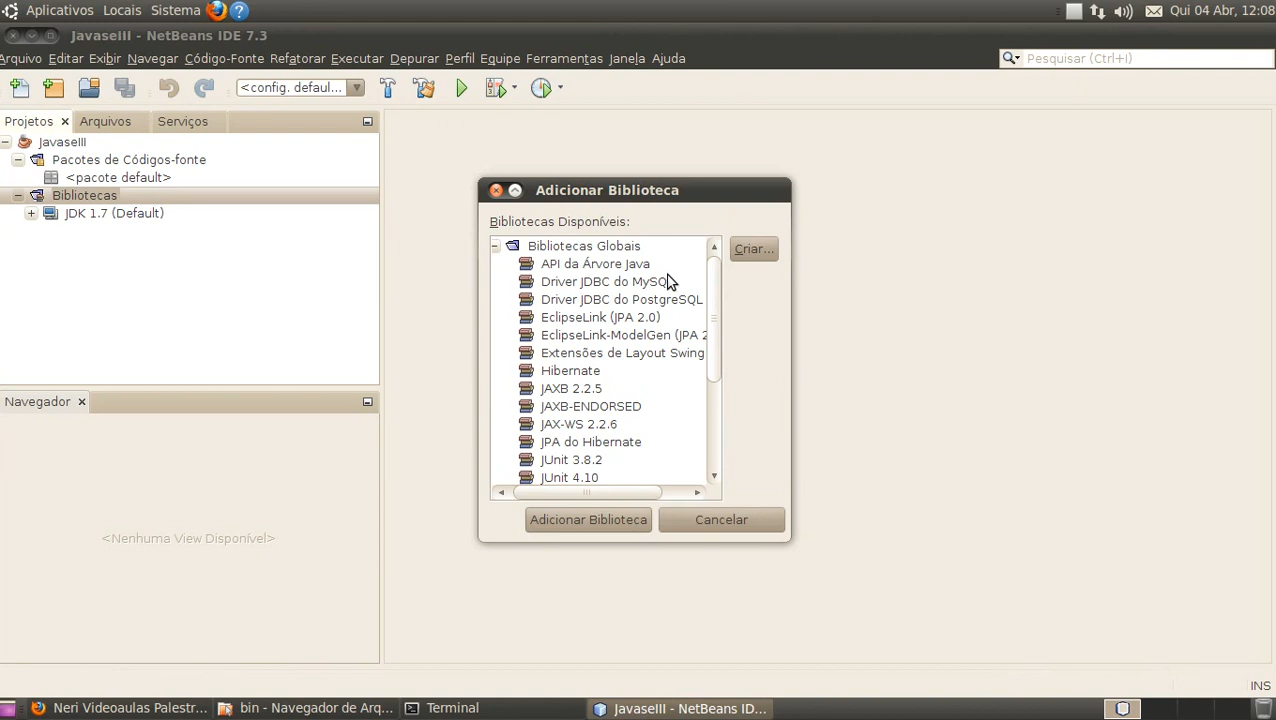 Aplicativos Locais Sistema Qui 04 Abr, 12:08
JavaseIII - NetBeans IDE 7.3
Arquivo Editar Exibir Navegar Código-Fonte Refatorar Executar Depurar Perfil Equipe Ferramentas Janela Ajuda Pesquisar (Ctrl+I)
<config. defaul...
Projetos Arquivos Serviços
JavaseIII
Pacotes de Códigos-fonte
<pacote default>
Bibliotecas
JDK 1.7 (Default)
Adicionar Biblioteca
Bibliotecas Disponíveis:
Bibliotecas Globais
Criar...
API da Árvore Java
Driver JDBC do MySQ
Driver JDBC do PostgreSQL
EclipseLink (JPA 2.0)
EclipseLink-ModelGen (JPA 2
Extensões de Layout Swing
Hibernate
JAXB 2.2.5
JAXB-ENDORSED
JAX-WS 2.2.6
JPA do Hibernate
JUnit 3.8.2
JUnit 4.10
Adicionar Biblioteca Cancelar
Navegador
<Nenhuma View Disponível>
INS
Neri Videoaulas Palestr... bin - Navegador de Arq... Terminal JavaseIII - NetBeans ID...